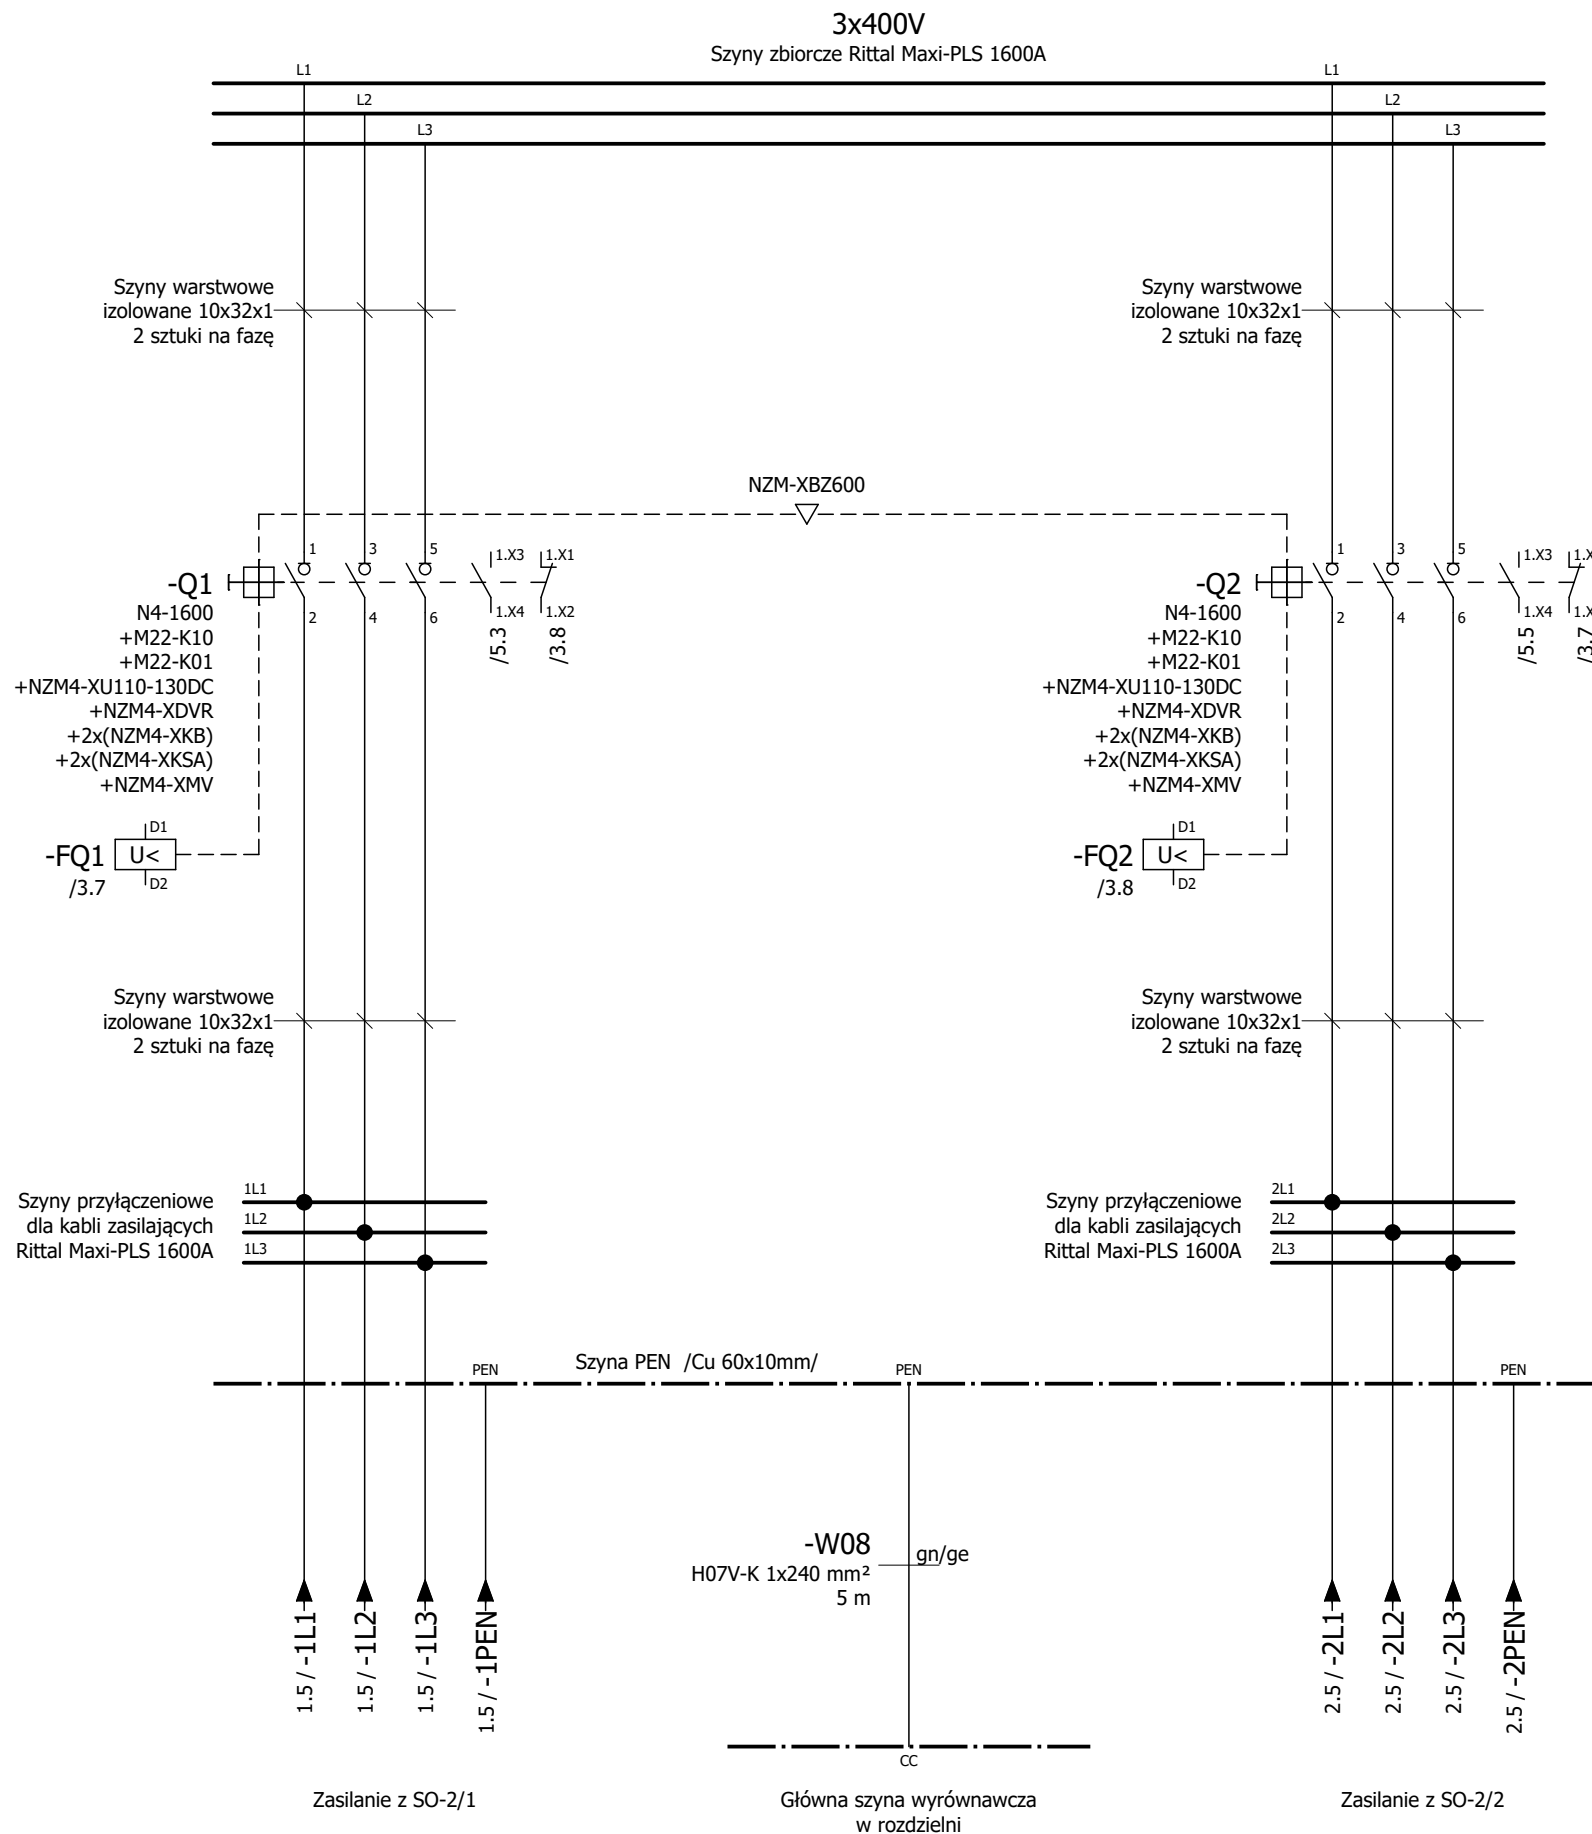 3x400V
Szyny zbiorcze Rittal Maxi-PLS 1600A
L1
L2
L3
L1
L2
L3
Szyny warstwowe
izolowane 10x32x1
2 sztuki na fazę
Szyny warstwowe
izolowane 10x32x1
2 sztuki na fazę
NZM-XBZ600
-Q1
N4-1600
+M22-K10
+M22-K01
+NZM4-XU110-130DC
+NZM4-XDVR
+2x(NZM4-XKB)
+2x(NZM4-XKSA)
+NZM4-XMV
1
3
5
2
4
6
1.X3
1.X4
/5.3
1.X1
1.X2
/3.8
-Q2
N4-1600
+M22-K10
+M22-K01
+NZM4-XU110-130DC
+NZM4-XDVR
+2x(NZM4-XKB)
+2x(NZM4-XKSA)
+NZM4-XMV
1
3
5
2
4
6
1.X3
1.X4
/5.5
1.X
1.X
/3.7
-FQ1
/3.7
D1
U<
D2
-FQ2
/3.8
D1
U<
D2
Szyny warstwowe
izolowane 10x32x1
2 sztuki na fazę
Szyny warstwowe
izolowane 10x32x1
2 sztuki na fazę
Szyny przyłączeniowe
dla kabli zasilających
Rittal Maxi-PLS 1600A
1L1
1L2
1L3
Szyny przyłączeniowe
dla kabli zasilających
Rittal Maxi-PLS 1600A
2L1
2L2
2L3
PEN
Szyna PEN /Cu 60x10mm/
PEN
PEN
-W08
H07V-K 1x240 mm²
5 m
gn/ge
1.5 / -1L1
1.5 / -1L2
1.5 / -1L3
1.5 / -1PEN
2.5 / -2L1
2.5 / -2L2
2.5 / -2L3
2.5 / -2PEN
CC
Zasilanie z SO-2/1
Główna szyna wyrównawcza
w rozdzielni
Zasilanie z SO-2/2